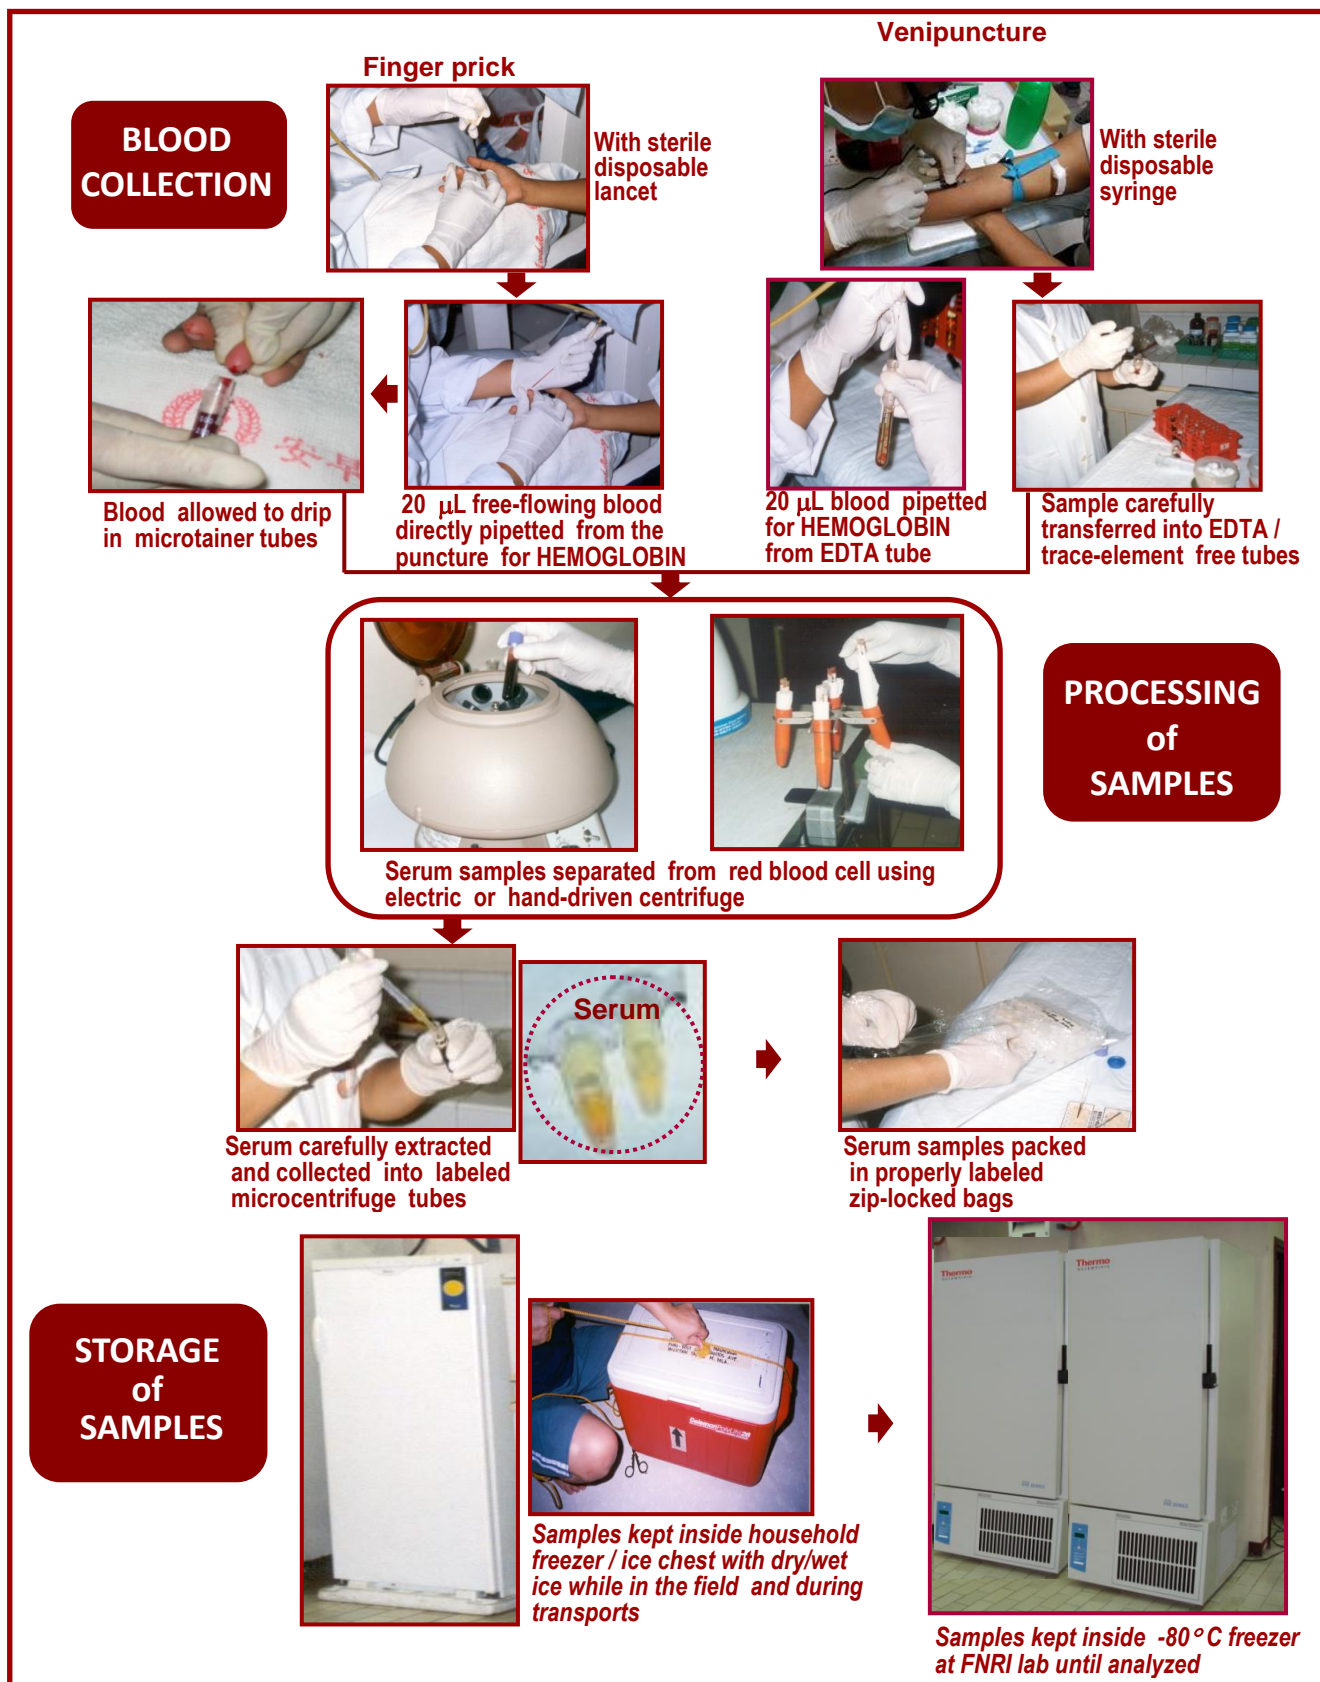 Venipuncture
Finger prick
BLOOD
COLLECTION
With sterile
disposable
lancet
With sterile
disposable
syringe
Blood allowed to drip
in microtainer tubes
20 μL free-flowing blood
directly pipetted from the
puncture for HEMOGLOBIN
20 μL blood pipetted
for HEMOGLOBIN
from EDTA tube
Sample carefully
transferred into EDTA /
trace-element free tubes
PROCESSING
of
SAMPLES
Serum samples separated from red blood cell using
electric or hand-driven centrifuge
Serum
Serum carefully extracted
and collected into labeled
microcentrifuge tubes
Serum samples packed
in properly labeled
zip-locked bags
STORAGE
of
SAMPLES
Thermo
SCIENTIFIC
Thermo
SCIENTIFIC
Samples kept inside household
freezer / ice chest with dry/wet
ice while in the field and during
transports
Samples kept inside -80°C freezer
at FNRI lab until analyzed